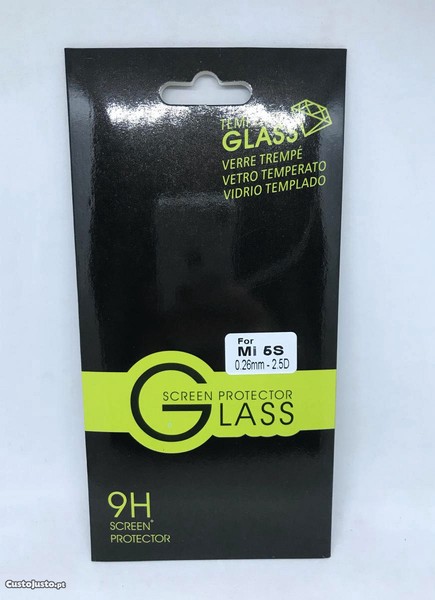 GLASS
VERRE TREMPÉ
VETRO TEMPERATO
VIDRIO TEMPLADO
For
Mi 5S
0.26mm - 2.5D
SCREEN PROTECTOR
GLASS
9H
SCREEN
PROTECTOR
CustoJusto.pt